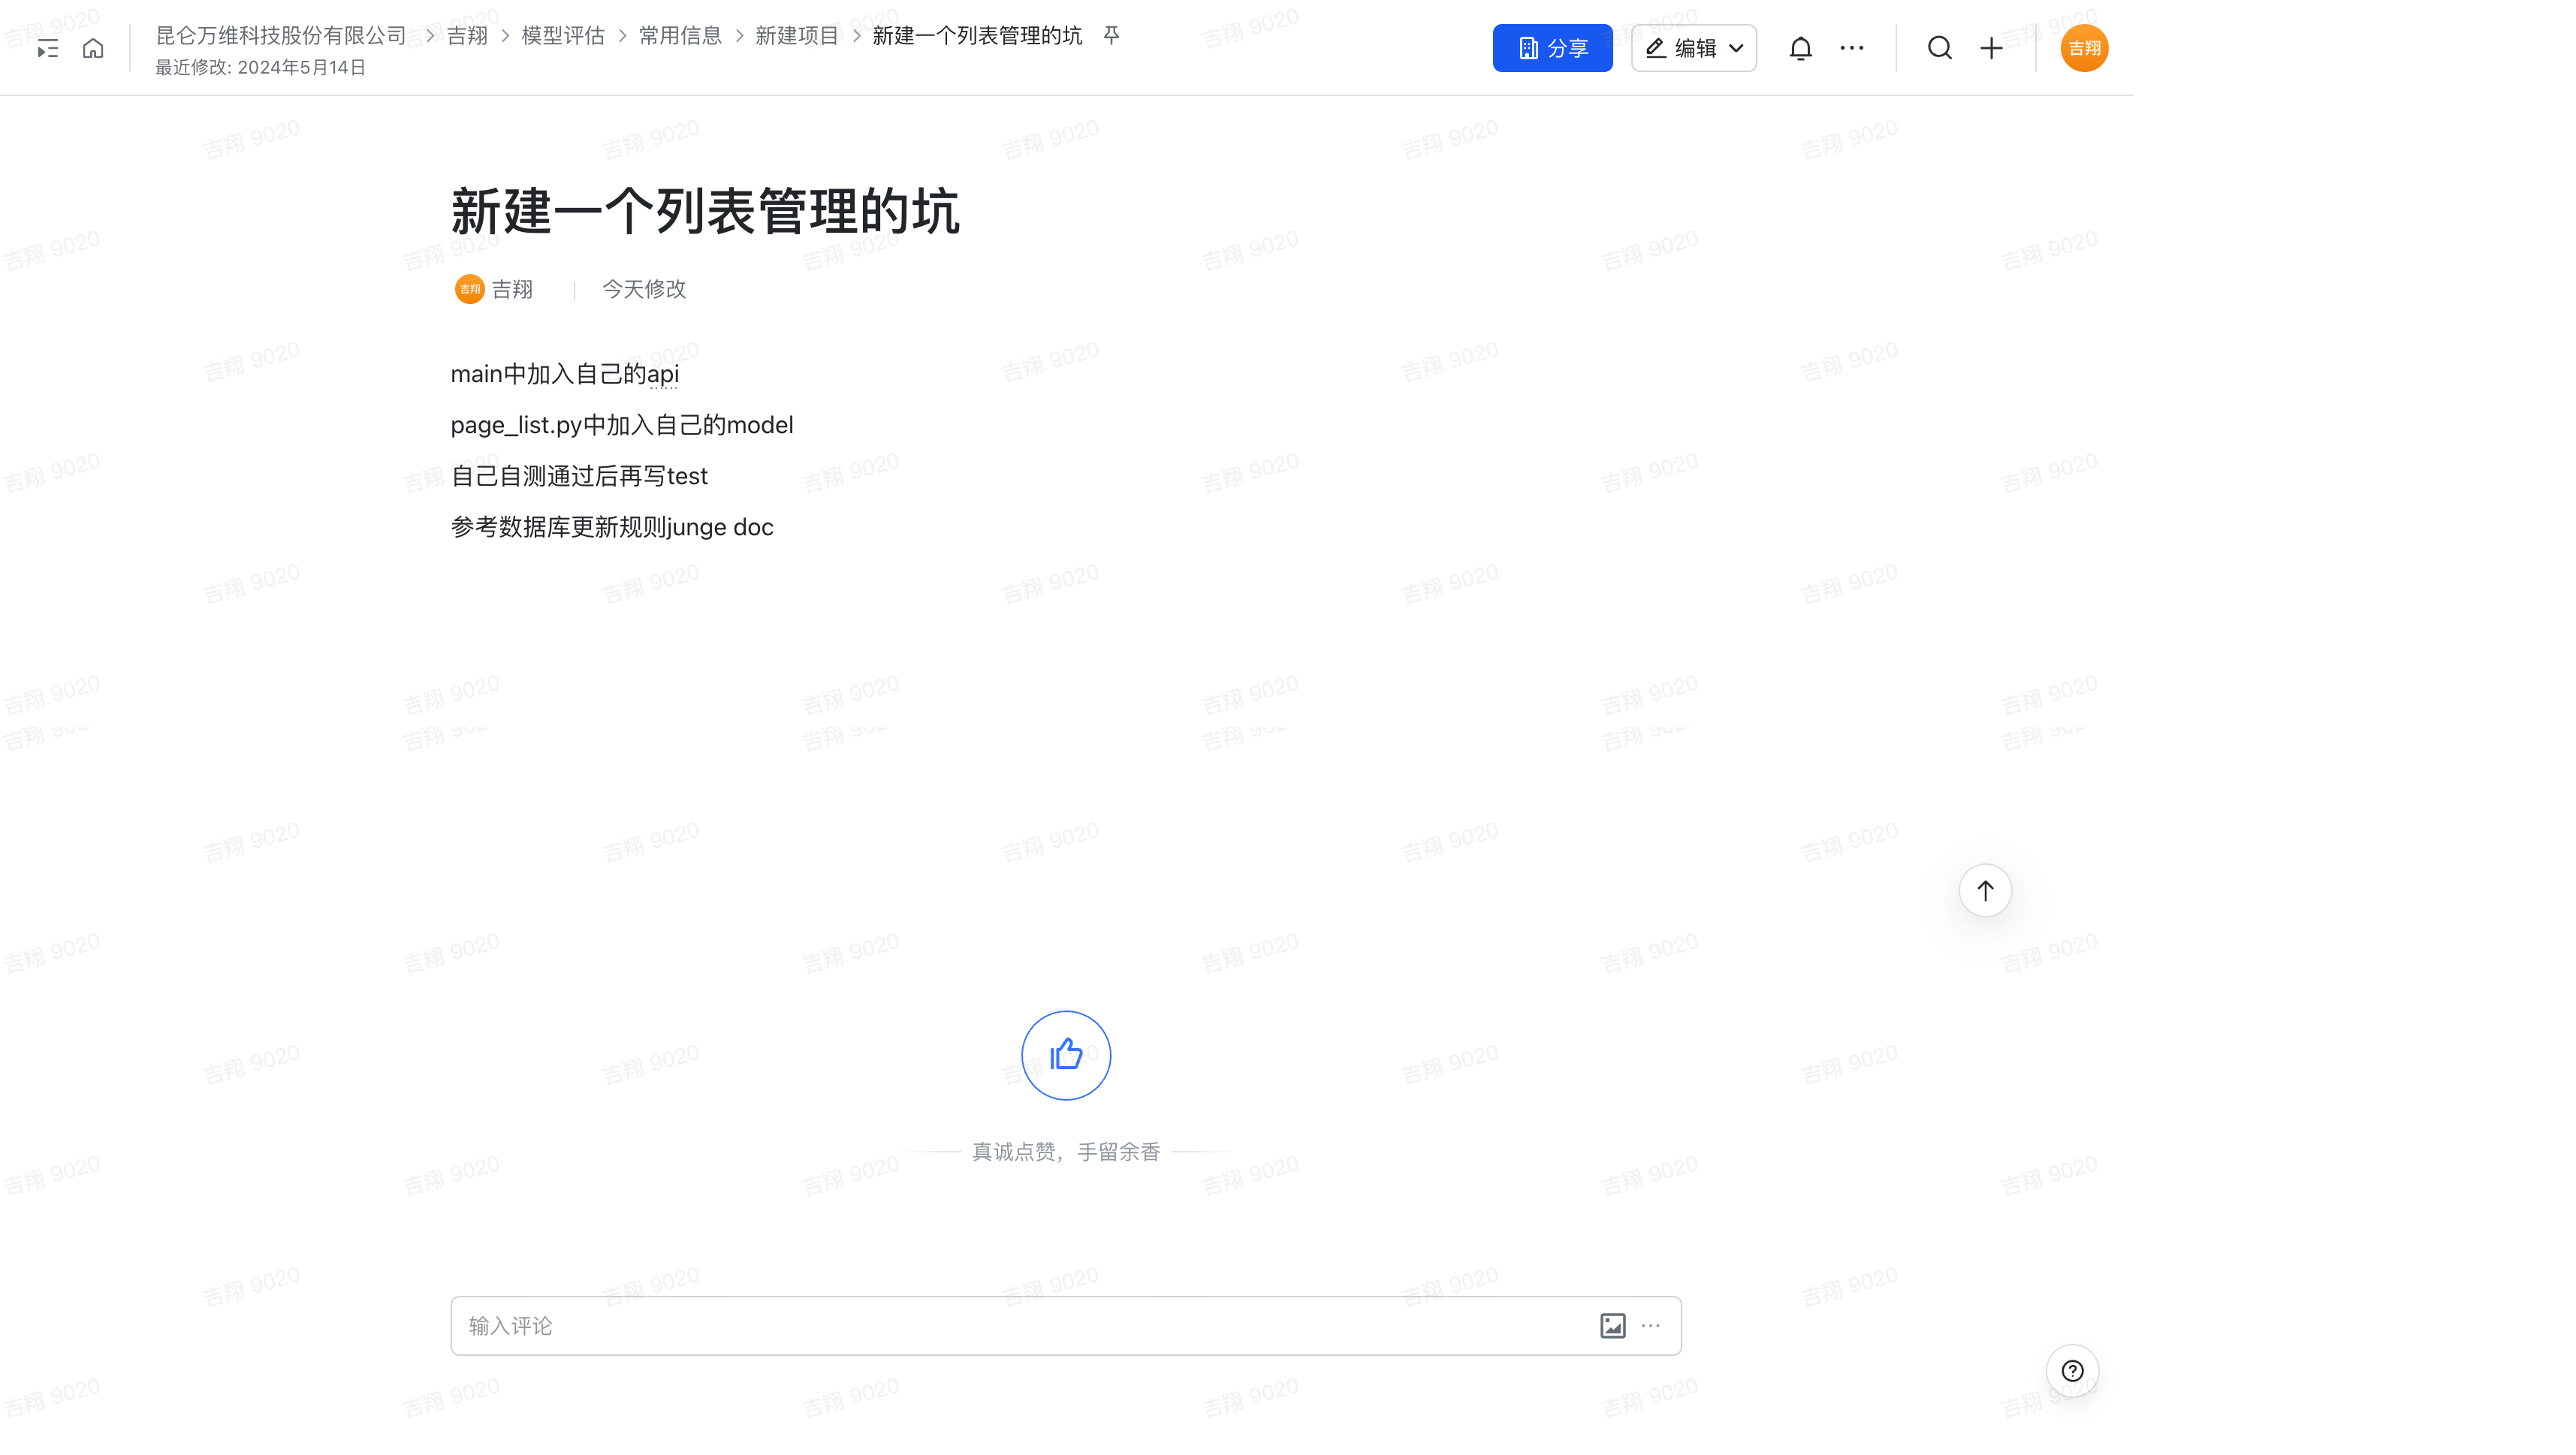 昆仑万维科技股份有限公司 > 吉翔 > 模型评估 > 常用信息 > 新建项目 > 新建一个列表管理的坑
最近修改: 2024年5月14日
分享
编辑
吉翔
新建一个列表管理的坑
吉翔
吉翔 | 今天修改
main中加入自己的api
page_list.py中加入自己的model
自己自测通过后再写test
参考数据库更新规则junge doc
真诚点赞，手留余香
输入评论
吉翔 9020